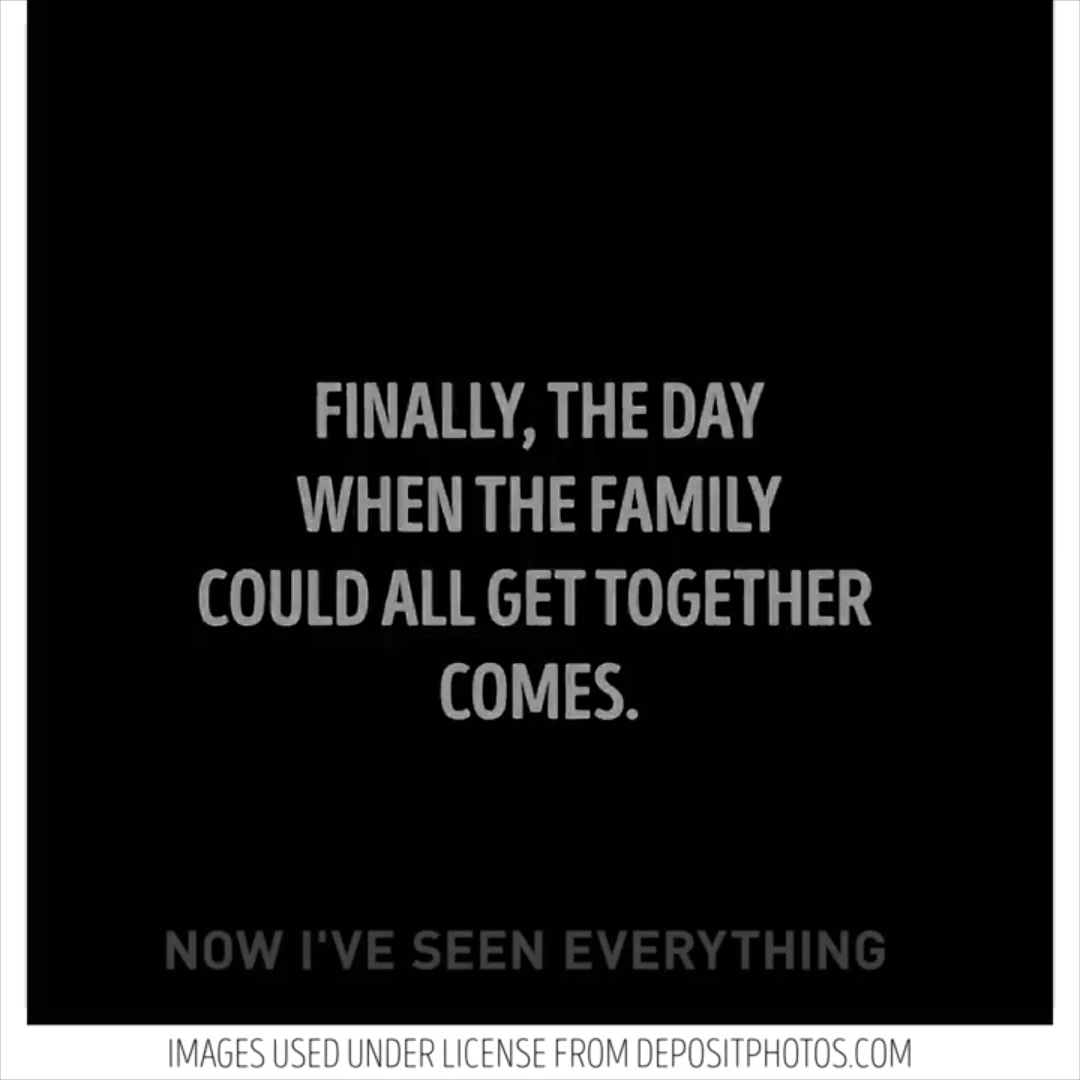 FINALLY, THE DAY
WHEN THE FAMILY
COULD ALL GET TOGETHER
COMES.
NOW I'VE SEEN EVERYTHING
IMAGES USED UNDER LICENSE FROM DEPOSITPHOTOS.COM